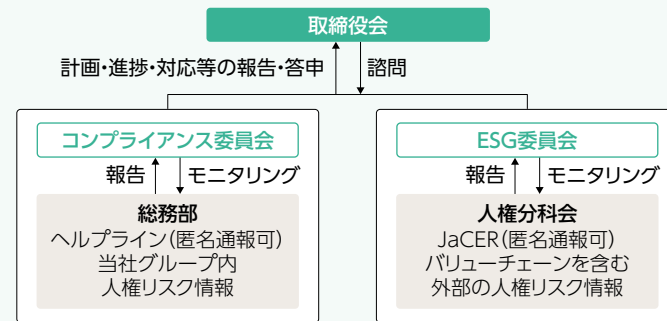 取締役会
計画・進捗・対応等の報告・答申
諮問
コンプライアンス委員会
報告
モニタリング
総務部
ヘルプライン(匿名通報可)
当社グループ内
人権リスク情報
ESG委員会
報告
モニタリング
人権分科会
JaCER(匿名通報可)
バリューチェーンを含む
外部の人権リスク情報